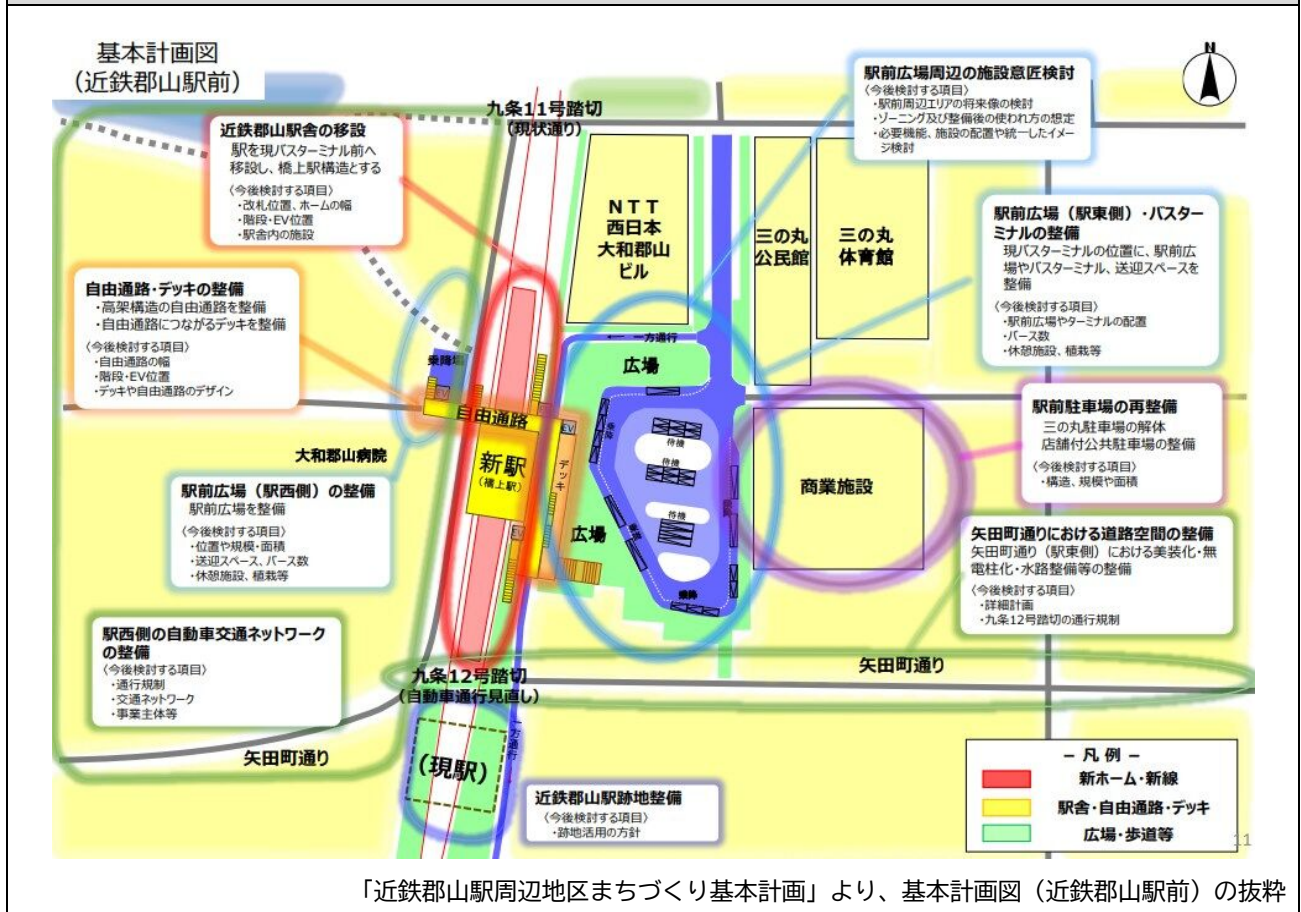 基本計画図
(近鉄郡山駅前)
N
九条11号踏切
(現状通り)
近鉄郡山駅舎の移設
駅を現バスターミナル前へ
移設し、橋上駅構造とする
〈今後検討する項目〉
・改札位置、ホームの幅
・階段・EV位置
・駅舎内の施設
自由通路・デッキの整備
・高架構造の自由通路を整備
・自由通路につながるデッキを整備
〈今後検討する項目〉
・自由通路の幅
・階段・EV位置
・デッキや自由通路のデザイン
大和郡山病院
駅前広場(駅西側)の整備
駅前広場を整備
〈今後検討する項目〉
・位置や規模・面積
・送迎スペース、バース数
・休憩施設、植栽等
駅西側の自動車交通ネットワーク
の整備
〈今後検討する項目〉
・通行規制
・交通ネットワーク
・事業主体等
矢田町通り
NTT
西日本
大和郡山
ビル
三の丸
公民館
三の丸
体育館
← 一方通行
広場
乗降場
EV
自由通路
EV
新駅
(橋上駅)
デッキ
EV
広場
乗降
待機
待機
待機
乗降
乗降
商業施設
九条12号踏切
(自動車通行見直し)
一方通行
(現駅)
矢田町通り
近鉄郡山駅跡地整備
〈今後検討する項目〉
・跡地活用の方針
駅前広場周辺の施設意匠検討
〈今後検討する項目〉
・駅前周辺エリアの将来像の検討
・ゾーニング及び整備後の使われ方の想定
・必要機能、施設の配置や統一したイメ
ージ検討
駅前広場(駅東側)・バスター
ミナルの整備
現バスターミナルの位置に、駅前広
場やバスターミナル、送迎スペースを
整備
〈今後検討する項目〉
・駅前広場やターミナルの配置
・バース数
・休憩施設、植栽等
駅前駐車場の再整備
三の丸駐車場の解体
店舗付公共駐車場の整備
〈今後検討する項目〉
・構造、規模や面積
矢田町通りにおける道路空間の整備
矢田町通り(駅東側)における美装化・無
電柱化・水路整備等の整備
〈今後検討する項目〉
・詳細計画
・九条12号踏切の通行規制
- 凡例 -
新ホーム・新線
駅舎・自由通路・デッキ
広場・歩道等
11
「近鉄郡山駅周辺地区まちづくり基本計画」より、基本計画図(近鉄郡山駅前)の抜粋